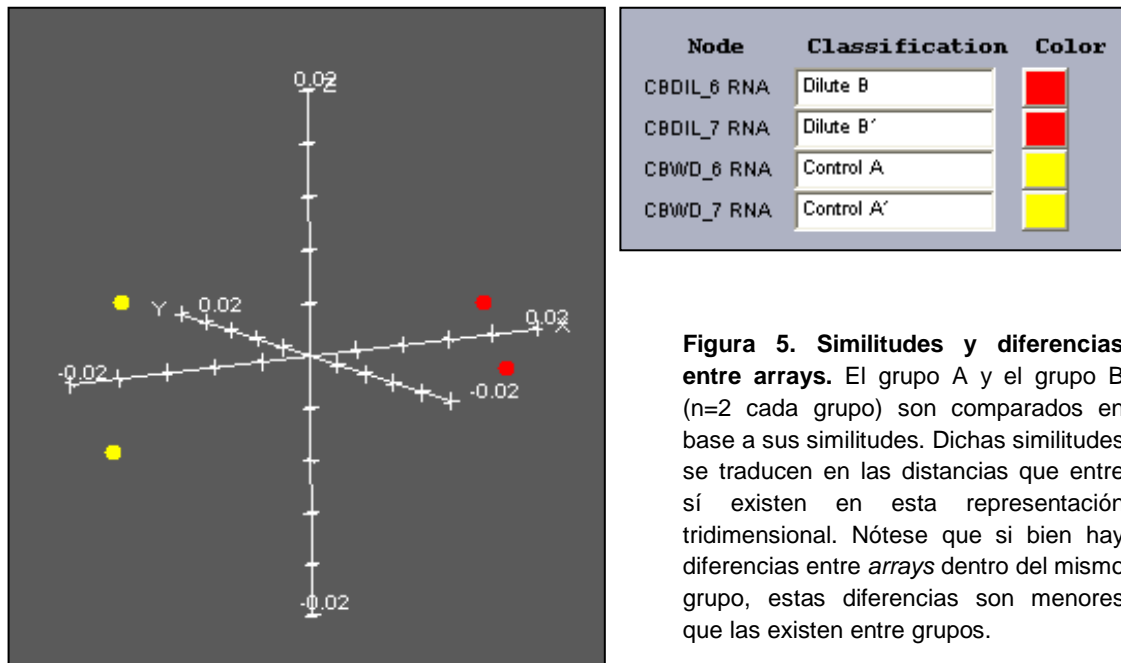 0.02
Z
Y
0.02
0.02
X
-0.02
-0.02
-0.02
Node Classification Color
CBDIL_6 RNA Dilute B
CBDIL_7 RNA Dilute B´
CBWD_6 RNA Control A
CBWD_7 RNA Control A´
Figura 5. Similitudes y diferencias
entre arrays. El grupo A y el grupo B
(n=2 cada grupo) son comparados en
base a sus similitudes. Dichas similitudes
se traducen en las distancias que entre
sí existen en esta representación
tridimensional. Nótese que si bien hay
diferencias entre arrays dentro del mismo
grupo, estas diferencias son menores
que las existen entre grupos.